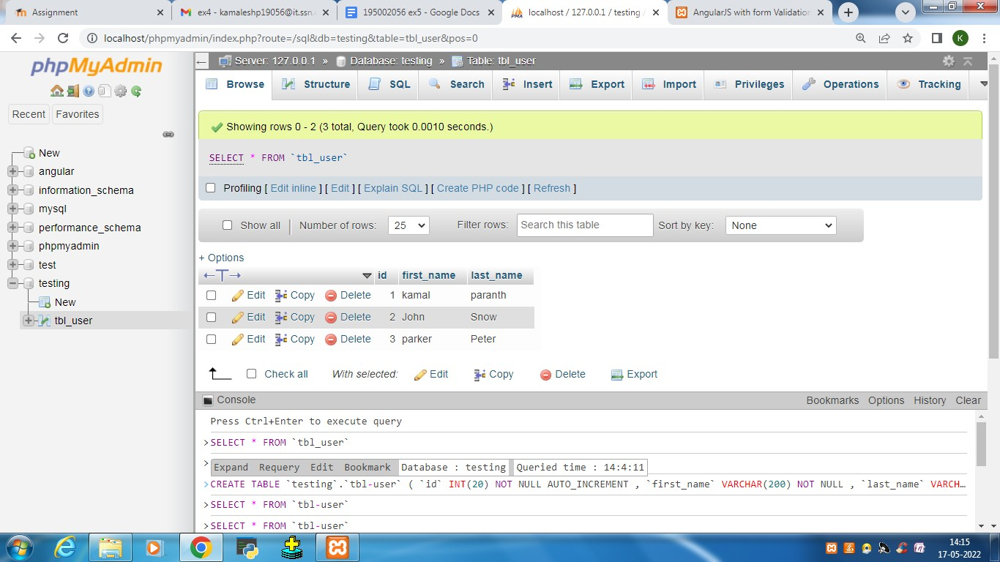 Assignment
ex4 - kamaleshp19056@it.ssn.
195002056 ex5 - Google Docs
localhost / 127.0.0.1 / testing /
AngularJS with form Validation
localhost/phpmyadmin/index.php?route=/sql&db=testing&table=tbl_user&pos=0
K
phpMyAdmin
Recent Favorites
New
angular
information_schema
mysql
performance_schema
phpmyadmin
test
testing
New
tbl_user
Server: 127.0.0.1 » Database: testing » Table: tbl_user
Browse Structure SQL Search Insert Export Import Privileges Operations Tracking
Showing rows 0 - 2 (3 total, Query took 0.0010 seconds.)
SELECT * FROM `tbl_user`
Profiling [ Edit inline ] [ Edit ] [ Explain SQL ] [ Create PHP code ] [ Refresh ]
Show all Number of rows: 25 Filter rows: Search this table Sort by key: None
+ Options
id first_name last_name
Edit Copy Delete 1 kamal paranth
Edit Copy Delete 2 John Snow
Edit Copy Delete 3 parker Peter
Check all With selected: Edit Copy Delete Export
Console Bookmarks Options History Clear
Press Ctrl+Enter to execute query
>SELECT * FROM `tbl_user`
> Expand Requery Edit Bookmark Database : testing Queried time : 14:4:11
>CREATE TABLE `testing`.`tbl-user` ( `id` INT(20) NOT NULL AUTO_INCREMENT , `first_name` VARCHAR(200) NOT NULL , `last_name` VARCH…
>SELECT * FROM `tbl-user`
>SELECT * FROM `tbl-user`
14:15
17-05-2022